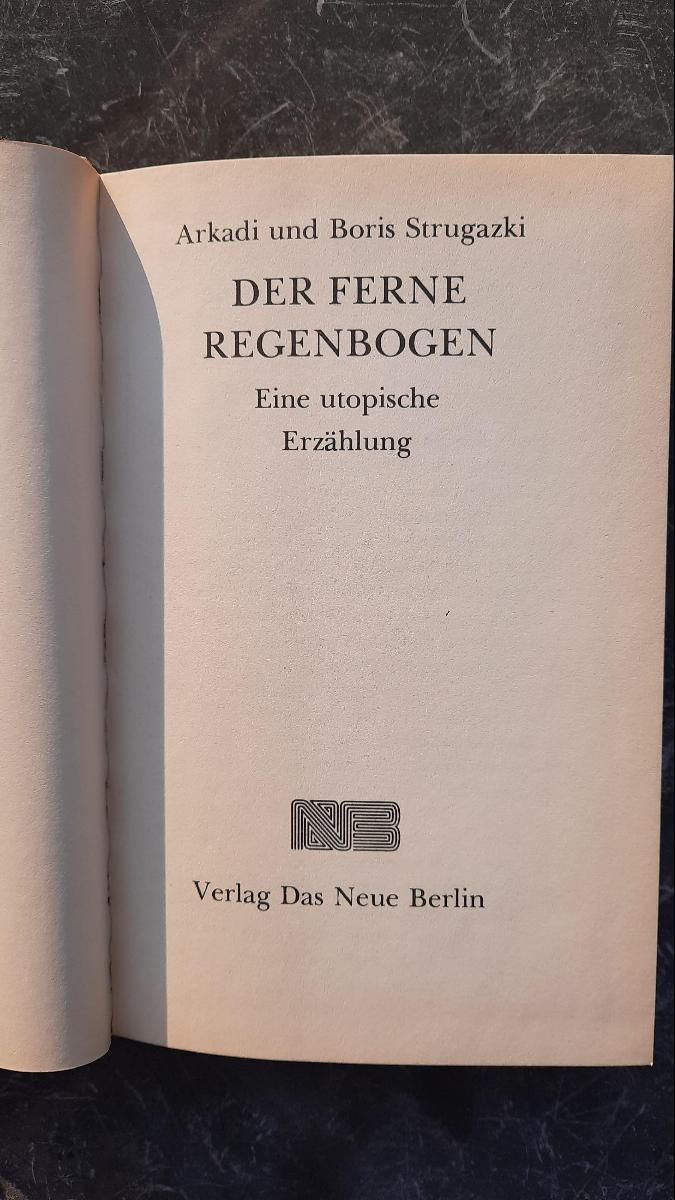 Arkadi und Boris Strugazki
DER FERNE
REGENBOGEN
Eine utopische
Erzählung
NB
Verlag Das Neue Berlin